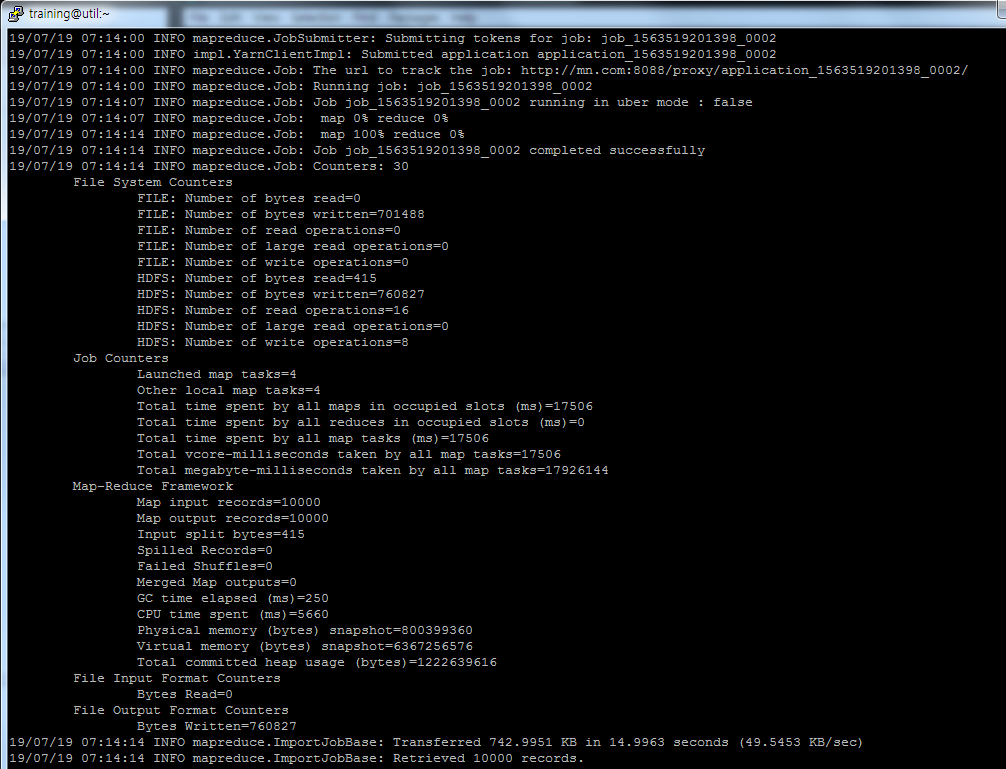 training@util:~
19/07/19 07:14:00 INFO mapreduce.JobSubmitter: Submitting tokens for job: job_1563519201398_0002
19/07/19 07:14:00 INFO impl.YarnClientImpl: Submitted application application_1563519201398_0002
19/07/19 07:14:00 INFO mapreduce.Job: The url to track the job: http://mn.com:8088/proxy/application_1563519201398_0002/
19/07/19 07:14:00 INFO mapreduce.Job: Running job: job_1563519201398_0002
19/07/19 07:14:07 INFO mapreduce.Job: Job job_1563519201398_0002 running in uber mode : false
19/07/19 07:14:07 INFO mapreduce.Job:  map 0% reduce 0%
19/07/19 07:14:14 INFO mapreduce.Job:  map 100% reduce 0%
19/07/19 07:14:14 INFO mapreduce.Job: Job job_1563519201398_0002 completed successfully
19/07/19 07:14:14 INFO mapreduce.Job: Counters: 30
File System Counters
FILE: Number of bytes read=0
FILE: Number of bytes written=701488
FILE: Number of read operations=0
FILE: Number of large read operations=0
FILE: Number of write operations=0
HDFS: Number of bytes read=415
HDFS: Number of bytes written=760827
HDFS: Number of read operations=16
HDFS: Number of large read operations=0
HDFS: Number of write operations=8
Job Counters
Launched map tasks=4
Other local map tasks=4
Total time spent by all maps in occupied slots (ms)=17506
Total time spent by all reduces in occupied slots (ms)=0
Total time spent by all map tasks (ms)=17506
Total vcore-milliseconds taken by all map tasks=17506
Total megabyte-milliseconds taken by all map tasks=17926144
Map-Reduce Framework
Map input records=10000
Map output records=10000
Input split bytes=415
Spilled Records=0
Failed Shuffles=0
Merged Map outputs=0
GC time elapsed (ms)=250
CPU time spent (ms)=5660
Physical memory (bytes) snapshot=800399360
Virtual memory (bytes) snapshot=6367256576
Total committed heap usage (bytes)=1222639616
File Input Format Counters
Bytes Read=0
File Output Format Counters
Bytes Written=760827
19/07/19 07:14:14 INFO mapreduce.ImportJobBase: Transferred 742.9951 KB in 14.9963 seconds (49.5453 KB/sec)
19/07/19 07:14:14 INFO mapreduce.ImportJobBase: Retrieved 10000 records.